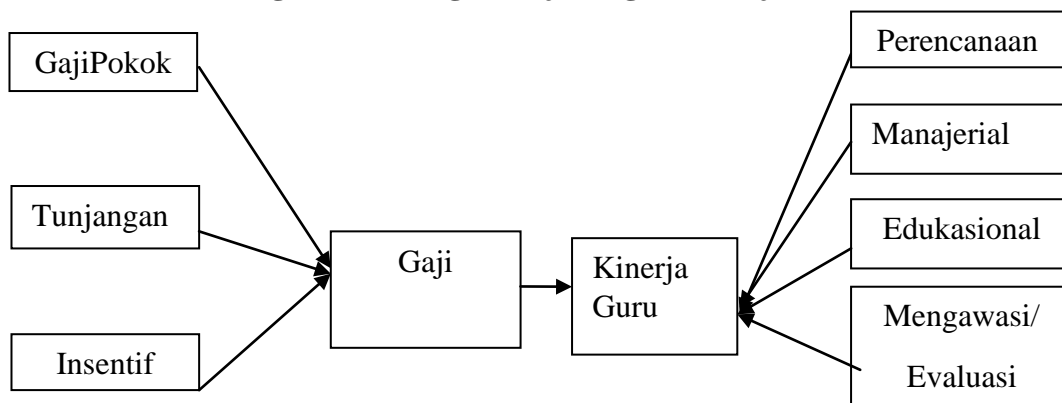 GajiPokok
Tunjangan
Insentif
Gaji
Kinerja
Guru
Perencanaan
Manajerial
Edukasional
Mengawasi/
Evaluasi